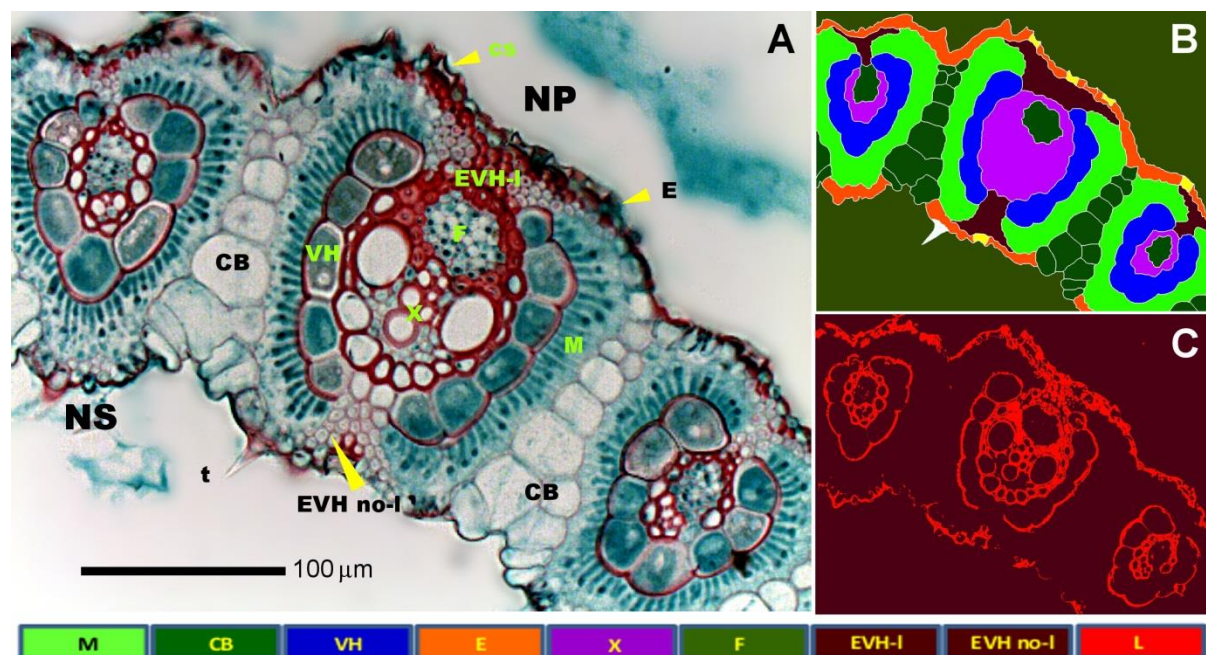 A
B
cs
NP
EVH-l
E
F
VH
CB
X
M
NS
t
CB
EVH no-l
100 µm
C
M CB VH E X F EVH-l EVH no-l L